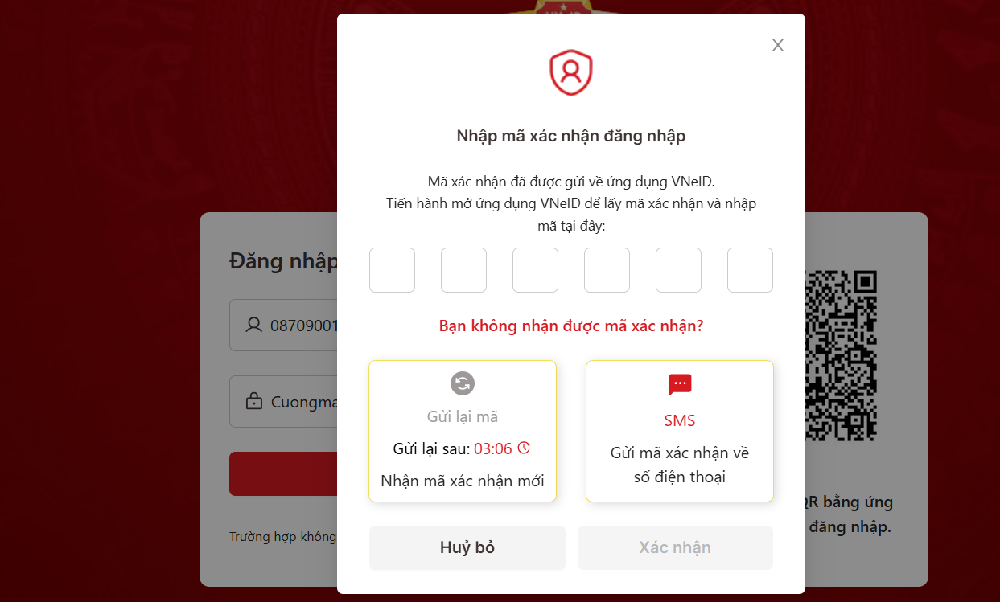 Nhập mã xác nhận đăng nhập
Mã xác nhận đã được gửi về ứng dụng VNeID.
Tiến hành mở ứng dụng VNeID để lấy mã xác nhận và nhập
mã tại đây:
Bạn không nhận được mã xác nhận?
Gửi lại mã
Gửi lại sau: 03:06
Nhận mã xác nhận mới
SMS
Gửi mã xác nhận về
số điện thoại
Huỷ bỏ
Xác nhận
Đăng nhập
08709001
Cuongma
Trường hợp không
QR bằng ứng
đăng nhập.